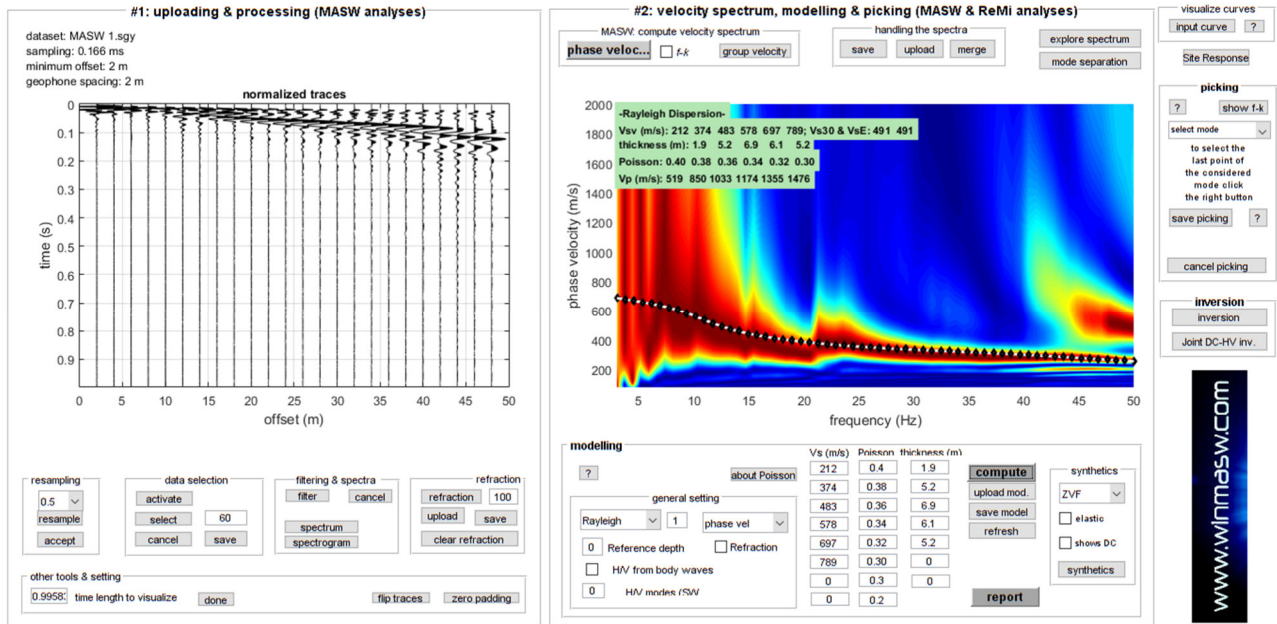 #1: uploading & processing (MASW analyses)
dataset: MASW 1.sgy
sampling: 0.166 ms
minimum offset: 2 m
geophone spacing: 2 m
normalized traces
0
0.1
0.2
0.3
0.4
0.5
0.6
0.7
0.8
0.9
time (s)
0 5 10 15 20 25 30 35 40 45 50
offset (m)
resampling
0.5
resample
accept
data selection
activate
select 60
cancel save
filtering & spectra
filter cancel
spectrum
spectrogram
refraction
refraction 100
upload save
clear refraction
other tools & setting
0.9958: time length to visualize done flip traces zero padding
#2: velocity spectrum, modelling & picking (MASW & ReMi analyses)
MASW: compute velocity spectrum
phase veloc... f-k group velocity
handling the spectra
save upload merge
explore spectrum
mode separation
-Rayleigh Dispersion-
Vsv (m/s): 212 374 483 578 697 789; Vs30 & VsE: 491 491
thickness (m): 1.9 5.2 6.9 6.1 5.2
Poisson: 0.40 0.38 0.36 0.34 0.32 0.30
Vp (m/s): 519 850 1033 1174 1355 1476
2000
1800
1600
1400
1200
1000
800
600
400
200
phase velocity (m/s)
5 10 15 20 25 30 35 40 45 50
frequency (Hz)
modelling
? about Poisson
general setting
Rayleigh 1 phase vel
0 Reference depth Refraction
H/V from body waves
0 H/V modes (SW
Vs (m/s) Poisson thickness (m)
212 0.4 1.9
374 0.38 5.2
483 0.36 6.9
578 0.34 6.1
697 0.32 5.2
789 0.30 0
0 0.3 0
0 0.2
compute
upload mod.
save model
refresh
report
synthetics
ZVF
elastic
shows DC
synthetics
visualize curves
input curve ?
Site Response
picking
? show f-k
select mode
to select the
last point of
the considered
mode click
the right button
save picking ?
cancel picking
inversion
inversion
Joint DC-HV inv.
www.winmasw.com